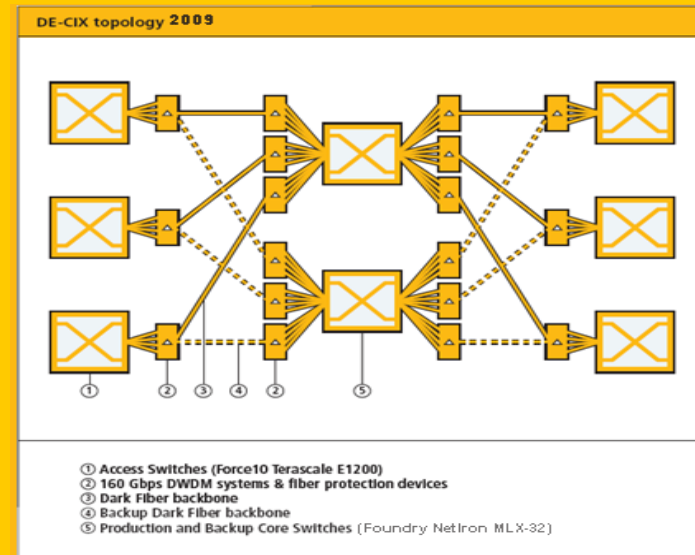 DE-CIX topology 2009
① ② ③ ④ ② ⑤
① Access Switches (Force10 Terascale E1200)
② 160 Gbps DWDM systems & fiber protection devices
③ Dark Fiber backbone
④ Backup Dark Fiber backbone
⑤ Production and Backup Core Switches (Foundry NetIron MLX-32)